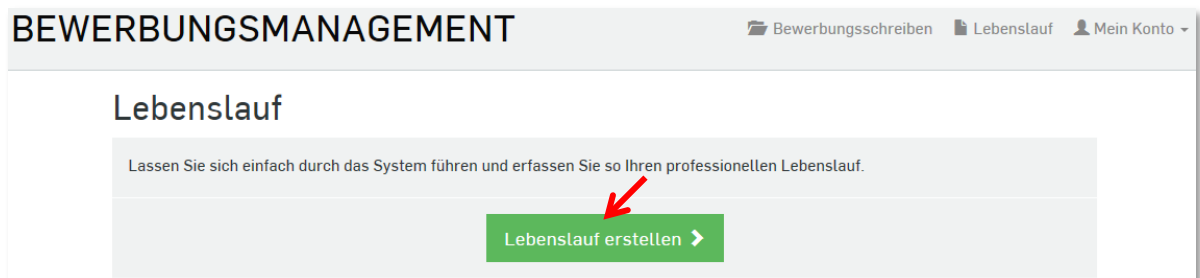 BEWERBUNGSMANAGEMENT
Bewerbungsschreiben Lebenslauf Mein Konto
Lebenslauf
Lassen Sie sich einfach durch das System führen und erfassen Sie so Ihren professionellen Lebenslauf.
Lebenslauf erstellen